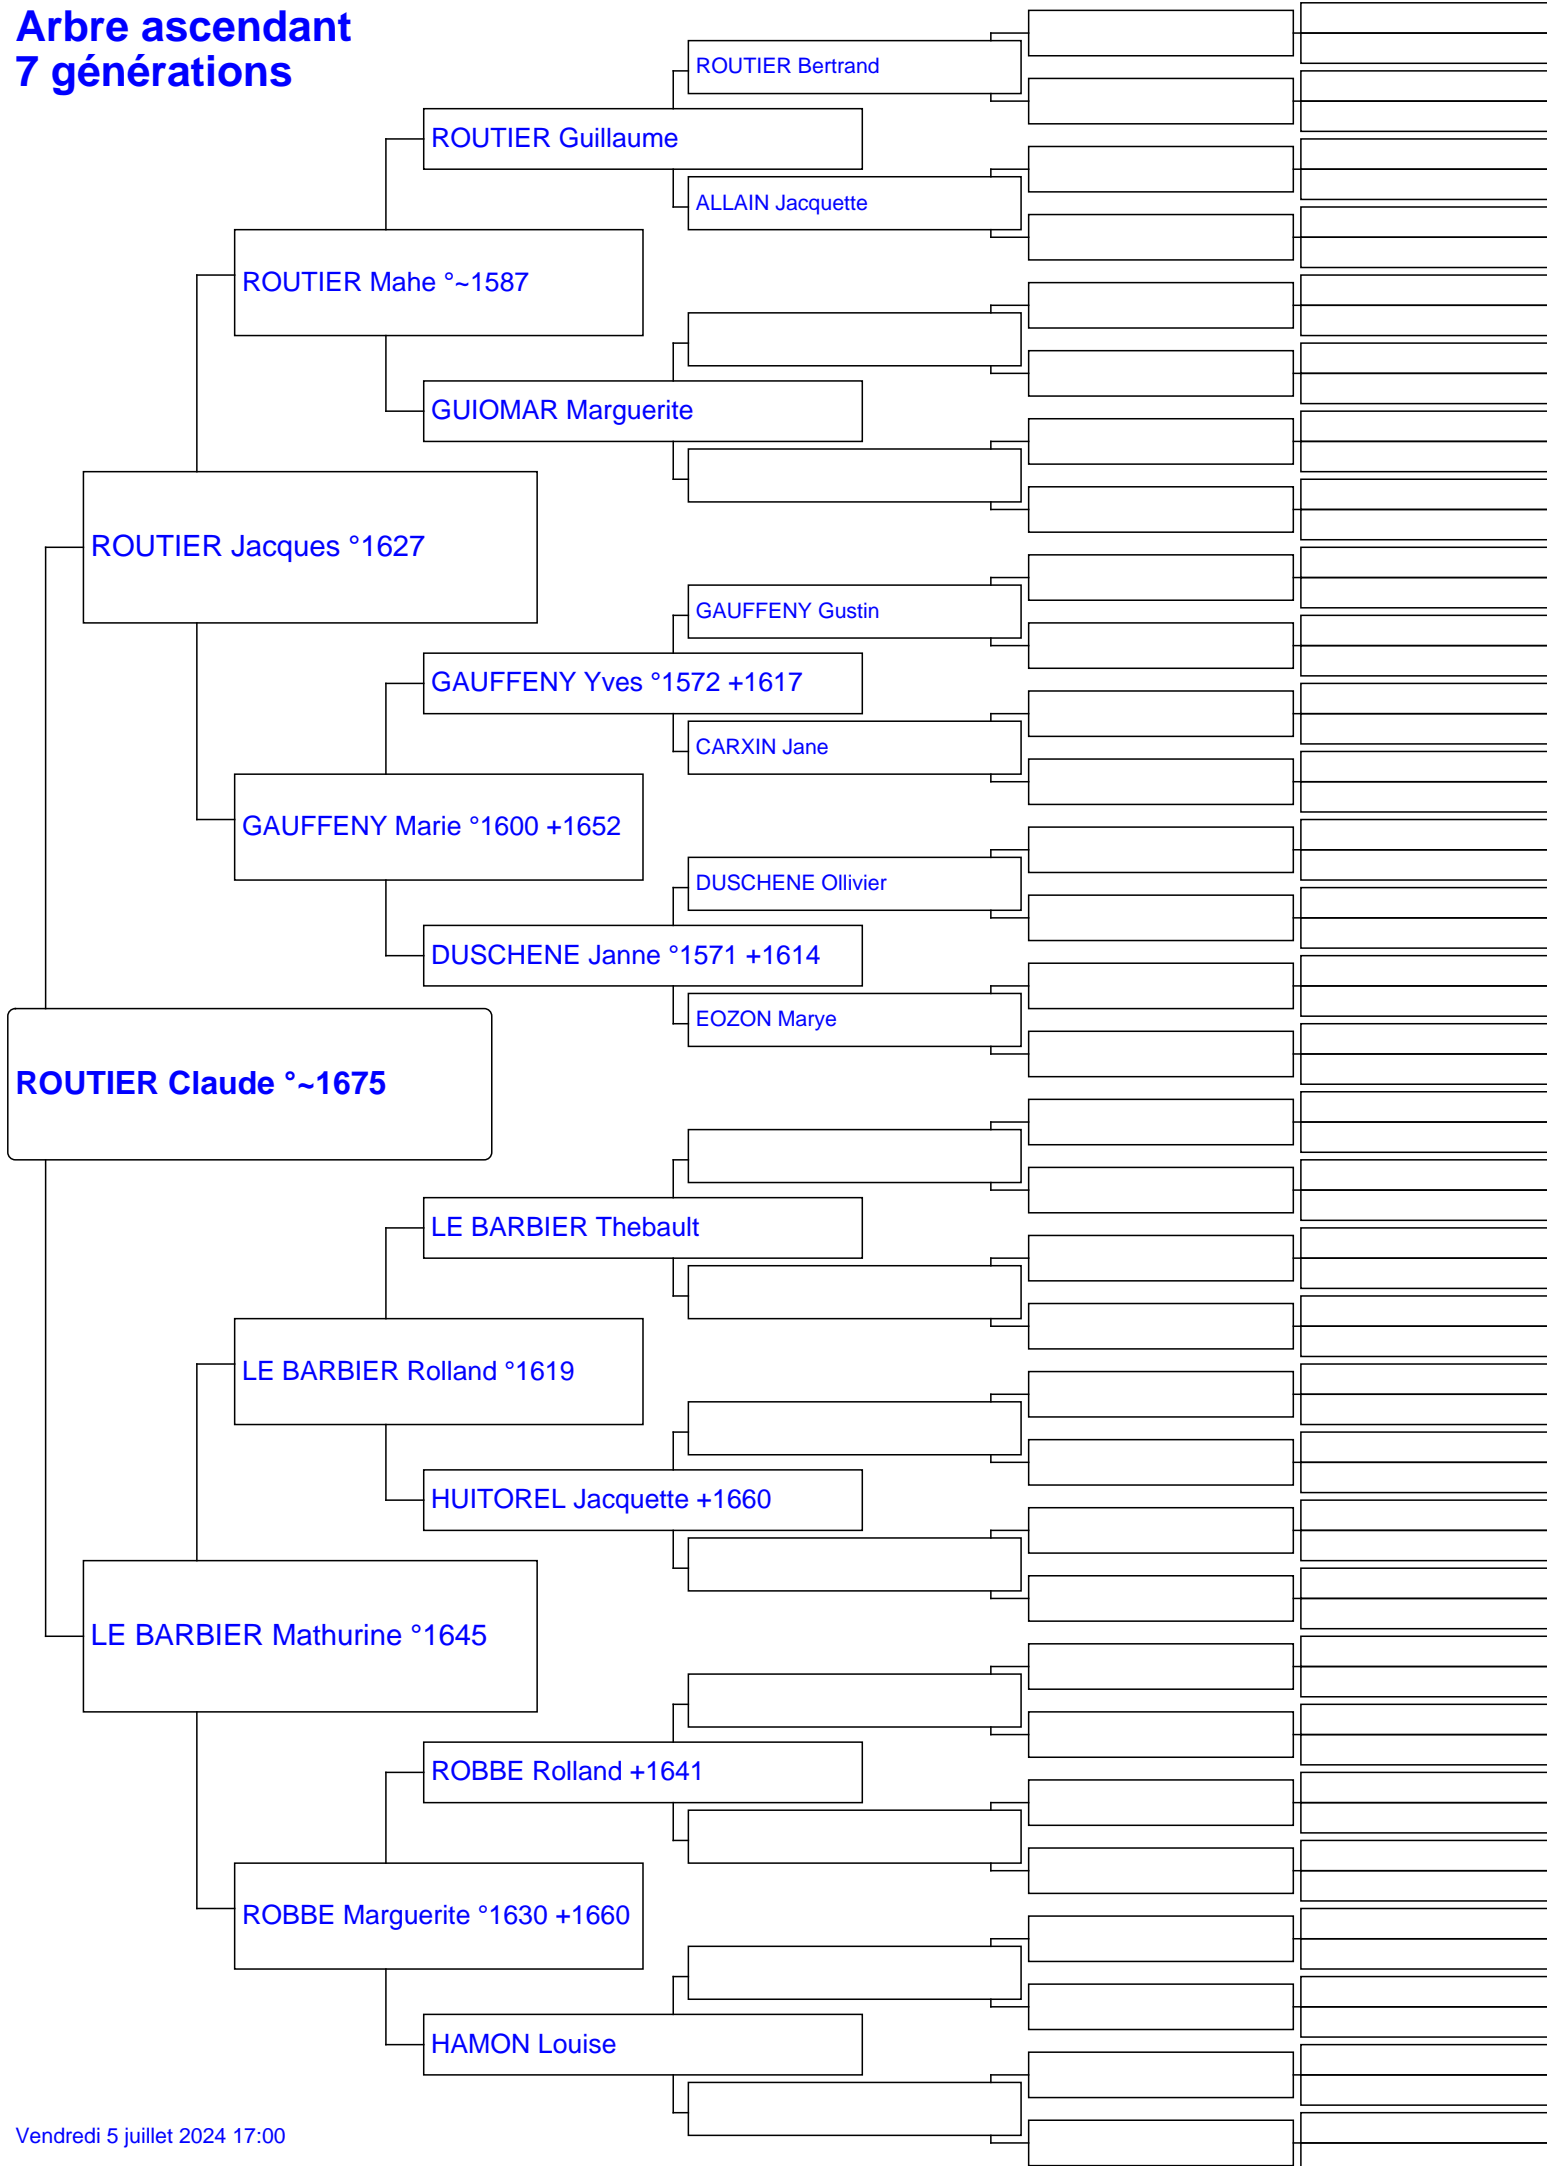 Arbre ascendant
7 générations
ROUTIER Bertrand
ROUTIER Guillaume
ALLAIN Jacquette
ROUTIER Mahe °~1587
GUIOMAR Marguerite
ROUTIER Jacques °1627
GAUFFENY Gustin
GAUFFENY Yves °1572 +1617
CARXIN Jane
GAUFFENY Marie °1600 +1652
DUSCHENE Ollivier
DUSCHENE Janne °1571 +1614
EOZON Marye
ROUTIER Claude °~1675
LE BARBIER Thebault
LE BARBIER Rolland °1619
HUITOREL Jacquette +1660
LE BARBIER Mathurine °1645
ROBBE Rolland +1641
ROBBE Marguerite °1630 +1660
HAMON Louise
Vendredi 5 juillet 2024 17:00